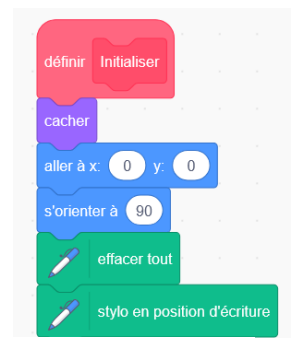 définir Initialiser
cacher
aller à x: 0 y: 0
s'orienter à 90
effacer tout
stylo en position d'écriture